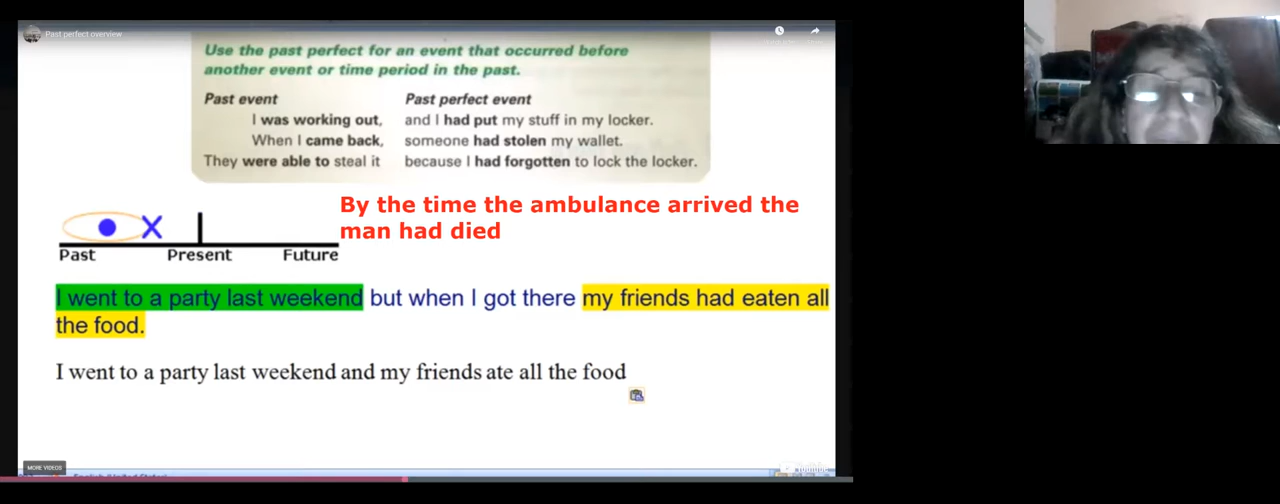 Past perfect overview
Use the past perfect for an event that occurred before
another event or time period in the past.
Past event Past perfect event
I was working out, and I had put my stuff in my locker.
When I came back, someone had stolen my wallet.
They were able to steal it because I had forgotten to lock the locker.
By the time the ambulance arrived the
man had died
Past Present Future
I went to a party last weekend but when I got there my friends had eaten all
the food.
I went to a party last weekend and my friends ate all the food
MORE VIDEOS
YouTube
English (United States)